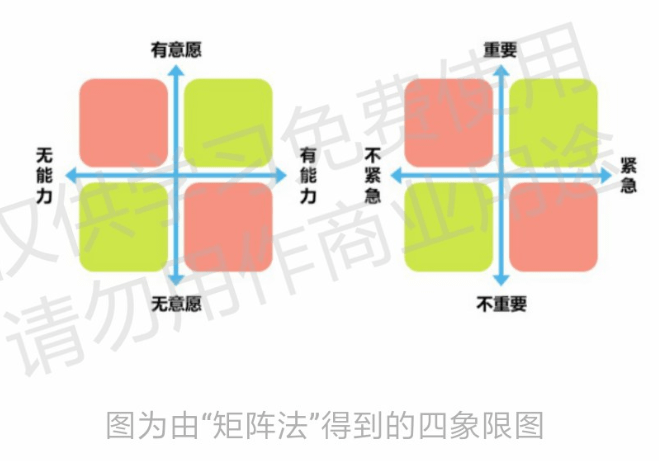 有意愿
无能力
有能力
无意愿
重要
不紧急
紧急
不重要
仅供学习免费使用
请勿用作商业用途
图为由“矩阵法”得到的四象限图